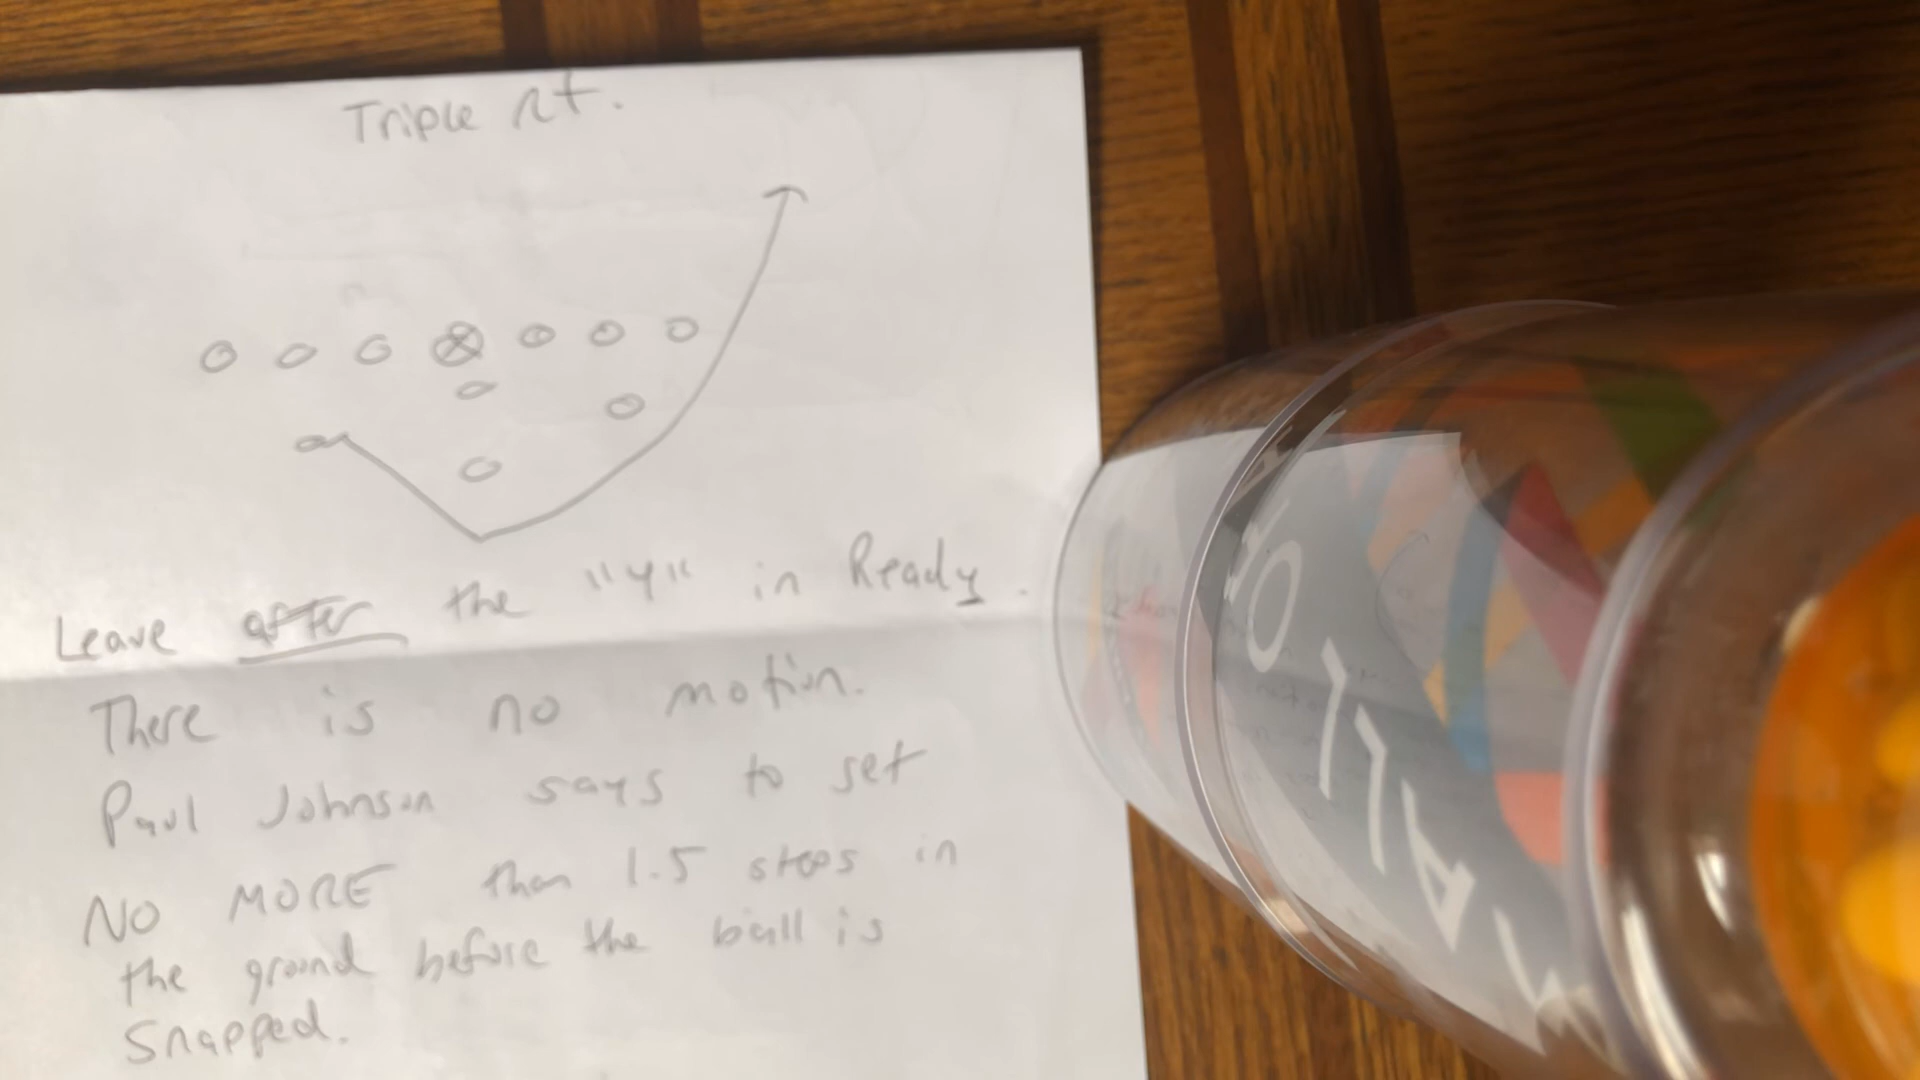 Triple rt.
Leave after the "Y" in Ready.
There is no motion.
Paul Johnson says to set
NO MORE than 1.5 steps in
the ground before the ball is
Snapped.